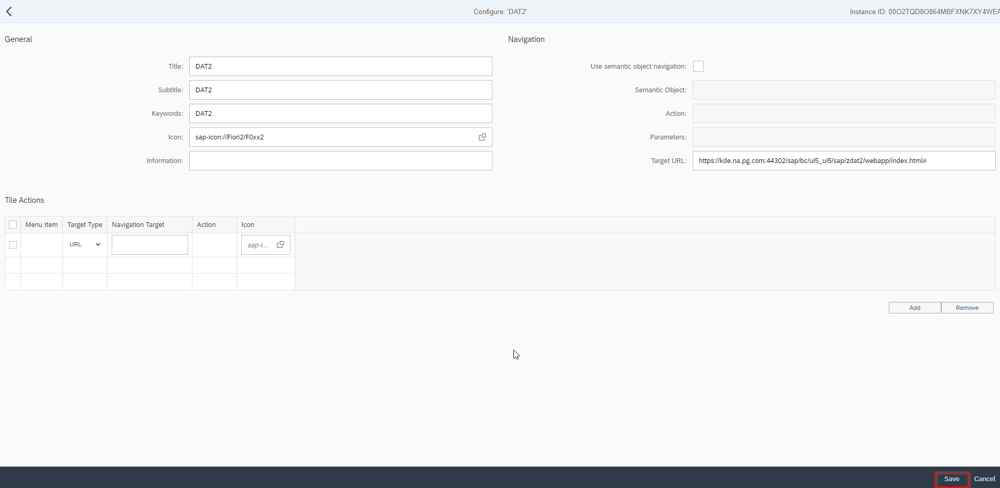 Configure: 'DAT2'
Instance ID: 00O2TQD8O864MBFXNK7XY4WEA
General
Navigation
Title: DAT2
Use semantic object navigation:
Subtitle: DAT2
Semantic Object:
Keywords: DAT2
Action:
Icon: sap-icon://Fiori2/F0xx2
Parameters:
Information:
Target URL: https://kde.na.pg.com:44302/sap/bc/ui5_ui5/sap/zdat2/webapp/index.html#
Tile Actions
Menu Item Target Type Navigation Target Action Icon
URL sap-i...
Add Remove
Save Cancel